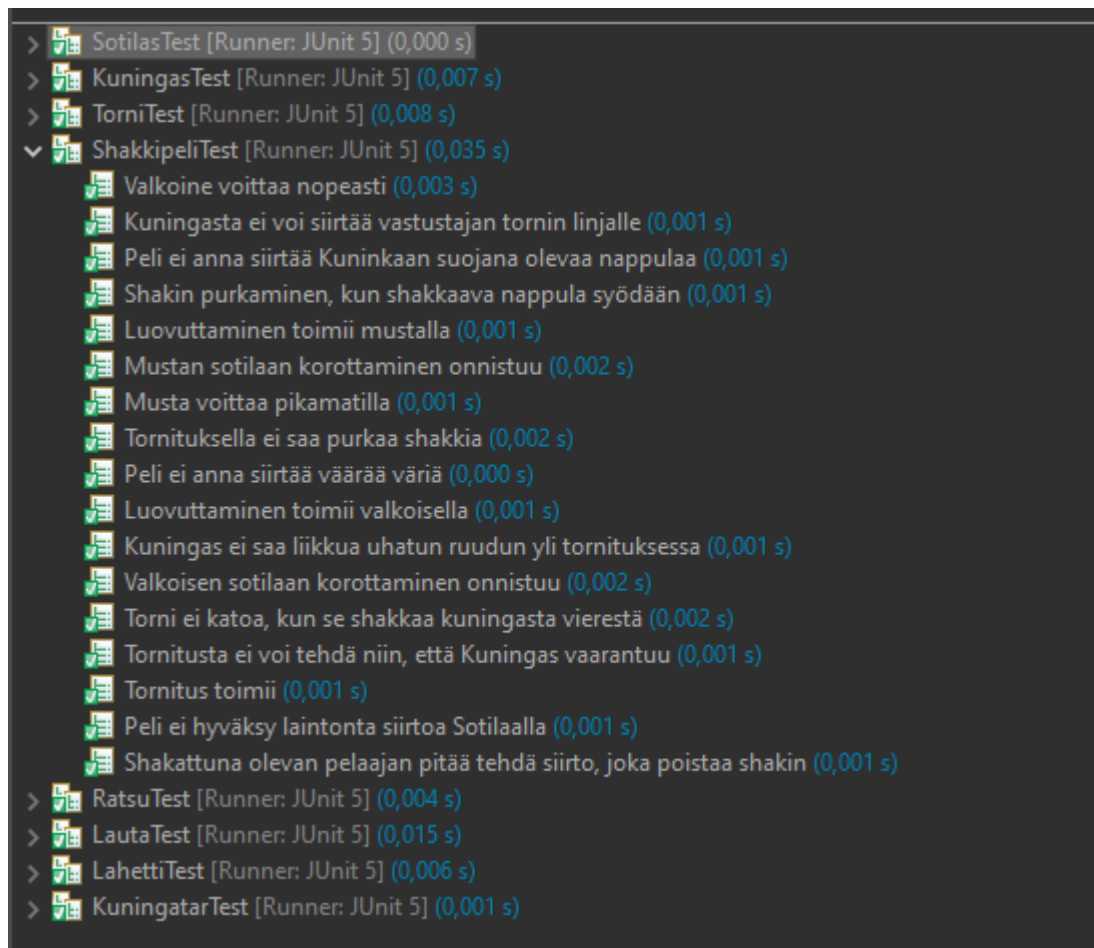 SotilasTest [Runner: JUnit 5] (0,000 s)
KuningasTest [Runner: JUnit 5] (0,007 s)
TorniTest [Runner: JUnit 5] (0,008 s)
ShakkipeliTest [Runner: JUnit 5] (0,035 s)
Valkoine voittaa nopeasti (0,003 s)
Kuningasta ei voi siirtää vastustajan tornin linjalle (0,001 s)
Peli ei anna siirtää Kuninkaan suojana olevaa nappulaa (0,001 s)
Shakin purkaminen, kun shakkaava nappula syödään (0,001 s)
Luovuttaminen toimii mustalla (0,001 s)
Mustan sotilaan korottaminen onnistuu (0,002 s)
Musta voittaa pikamatilla (0,001 s)
Tornituksella ei saa purkaa shakkia (0,002 s)
Peli ei anna siirtää väärää väriä (0,000 s)
Luovuttaminen toimii valkoisella (0,001 s)
Kuningas ei saa liikkua uhatun ruudun yli tornituksessa (0,001 s)
Valkoisen sotilaan korottaminen onnistuu (0,002 s)
Torni ei katoa, kun se shakkaa kuningasta vierestä (0,002 s)
Tornitusta ei voi tehdä niin, että Kuningas vaarantuu (0,001 s)
Tornitus toimii (0,001 s)
Peli ei hyväksy laintonta siirtoa Sotilaalla (0,001 s)
Shakattuna olevan pelaajan pitää tehdä siirto, joka poistaa shakin (0,001 s)
RatsuTest [Runner: JUnit 5] (0,004 s)
LautaTest [Runner: JUnit 5] (0,015 s)
LahettiTest [Runner: JUnit 5] (0,006 s)
KuningatarTest [Runner: JUnit 5] (0,001 s)